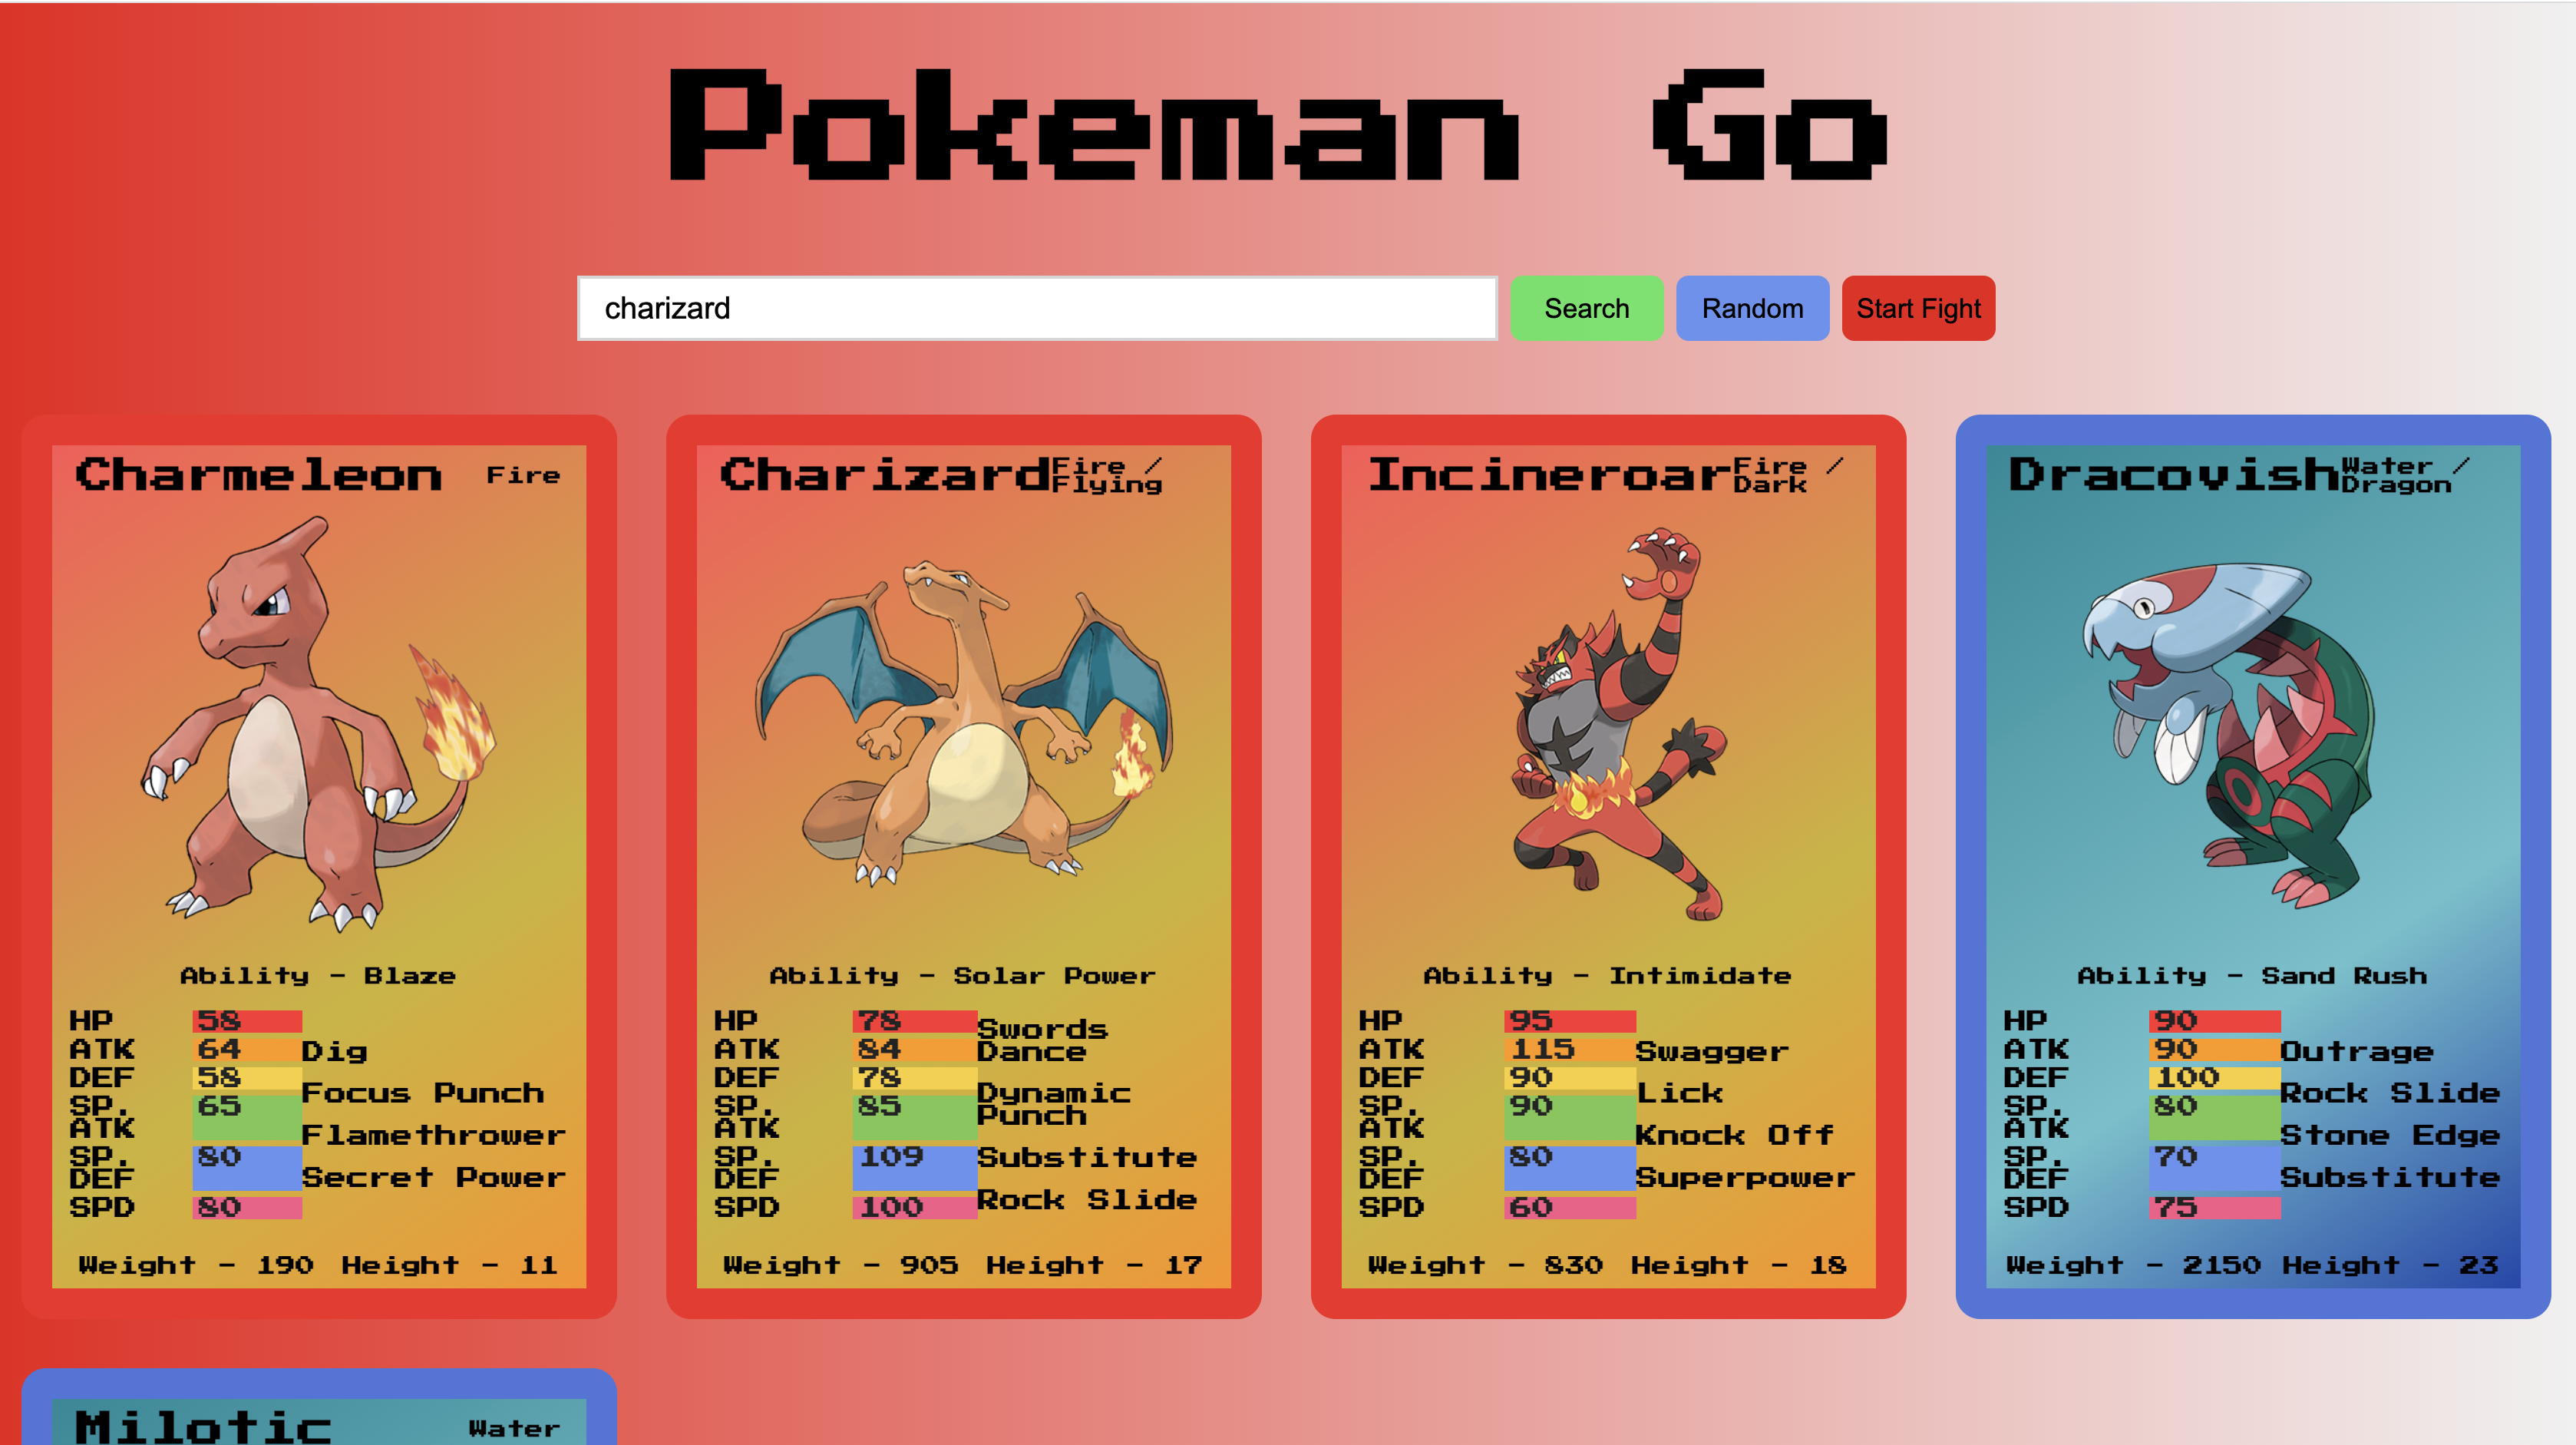 Pokeman Go
charizard
Search
Random
Start Fight
Charmeleon Fire
Ability - Blaze
HP 58
ATK 64
DEF 58
SP. ATK 65
SP. DEF 80
SPD 80
Dig
Focus Punch
Flamethrower
Secret Power
Weight - 190 Height - 11
Charizard Fire /
Flying
Ability - Solar Power
HP 78
ATK 84
DEF 78
SP. ATK 85
SP. DEF 109
SPD 100
Swords
Dance
Dynamic
Punch
Substitute
Rock Slide
Weight - 905 Height - 17
Incineroar Fire /
Dark
Ability - Intimidate
HP 95
ATK 115
DEF 90
SP. ATK 90
SP. DEF 80
SPD 60
Swagger
Lick
Knock Off
Superpower
Weight - 830 Height - 18
Dracovish Water /
Dragon
Ability - Sand Rush
HP 90
ATK 90
DEF 100
SP. ATK 80
SP. DEF 70
SPD 75
Outrage
Rock Slide
Stone Edge
Substitute
Weight - 2150 Height - 23
Milotic Water